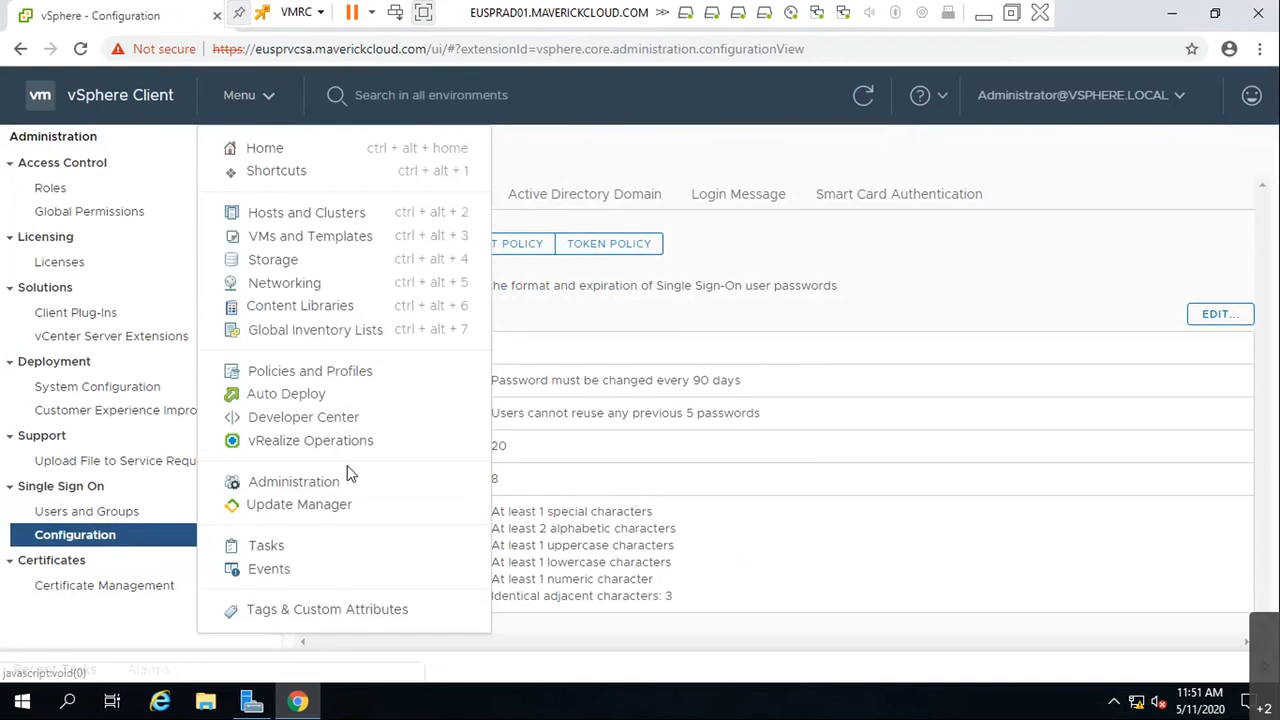 vSphere - Configuration
VMRC
EUSPRAD01.MAVERICKCLOUD.COM
Not secure
https://eusprvcsa.maverickcloud.com/ui/#?extensionId=vsphere.core.administration.configurationView
vm
vSphere Client
Menu
Search in all environments
Administrator@VSPHERE.LOCAL
Administration
Access Control
Roles
Global Permissions
Licensing
Licenses
Solutions
Client Plug-Ins
vCenter Server Extensions
Deployment
System Configuration
Customer Experience Impro
Support
Upload File to Service Requ
Single Sign On
Users and Groups
Configuration
Certificates
Certificate Management
Home ctrl + alt + home
Shortcuts ctrl + alt + 1
Hosts and Clusters ctrl + alt + 2
VMs and Templates ctrl + alt + 3
Storage ctrl + alt + 4
Networking ctrl + alt + 5
Content Libraries ctrl + alt + 6
Global Inventory Lists ctrl + alt + 7
Policies and Profiles
Auto Deploy
Developer Center
vRealize Operations
Administration
Update Manager
Tasks
Events
Tags & Custom Attributes
Active Directory Domain Login Message Smart Card Authentication
T POLICY TOKEN POLICY
the format and expiration of Single Sign-On user passwords
EDIT...
Password must be changed every 90 days
Users cannot reuse any previous 5 passwords
20
8
At least 1 special characters
At least 2 alphabetic characters
At least 1 uppercase characters
At least 1 lowercase characters
At least 1 numeric character
Identical adjacent characters: 3
Recent Tasks Alarms
javascript:void(0)
11:51 AM
5/11/2020
+2